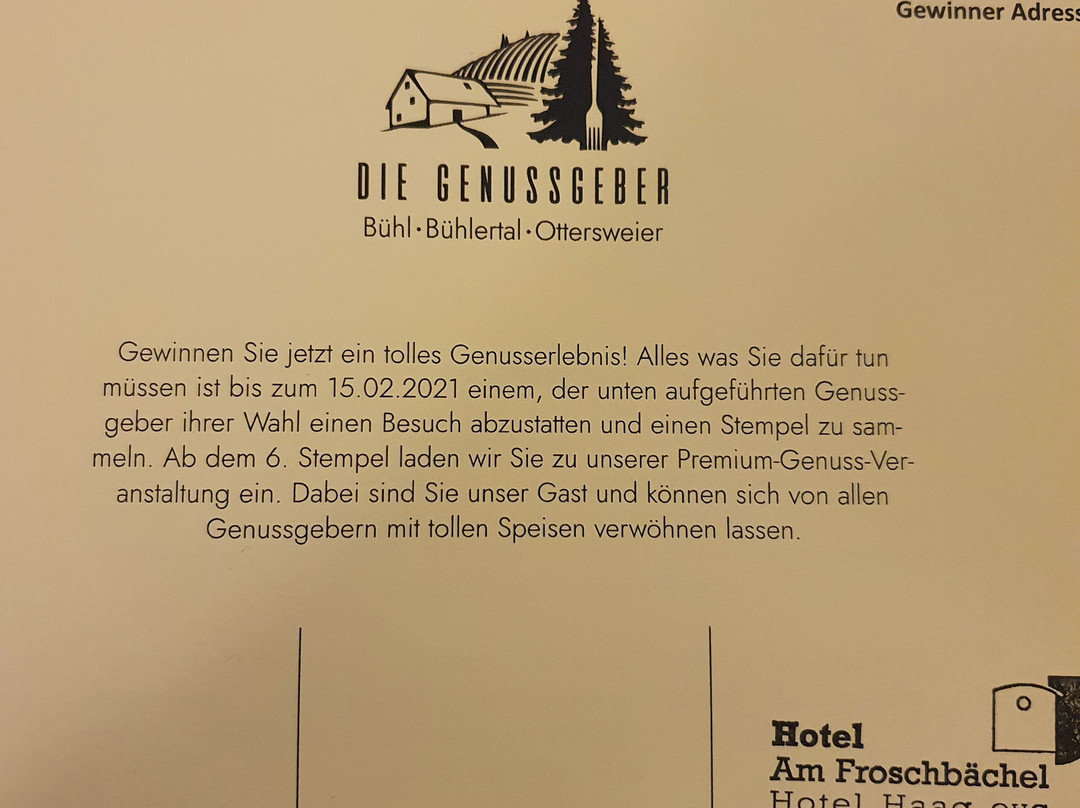 Gewinner Adress
DIE GENUSSGEBER
Bühl·Bühlertal·Ottersweier
Gewinnen Sie jetzt ein tolles Genusserlebnis! Alles was Sie dafür tun
müssen ist bis zum 15.02.2021 einem, der unten aufgeführten Genuss-
geber ihrer Wahl einen Besuch abzustatten und einen Stempel zu sam-
meln. Ab dem 6. Stempel laden wir Sie zu unserer Premium-Genuss-Ver-
anstaltung ein. Dabei sind Sie unser Gast und können sich von allen
Genussgebern mit tollen Speisen verwöhnen lassen.
Hotel
Am Froschbächel
Hotel Haag